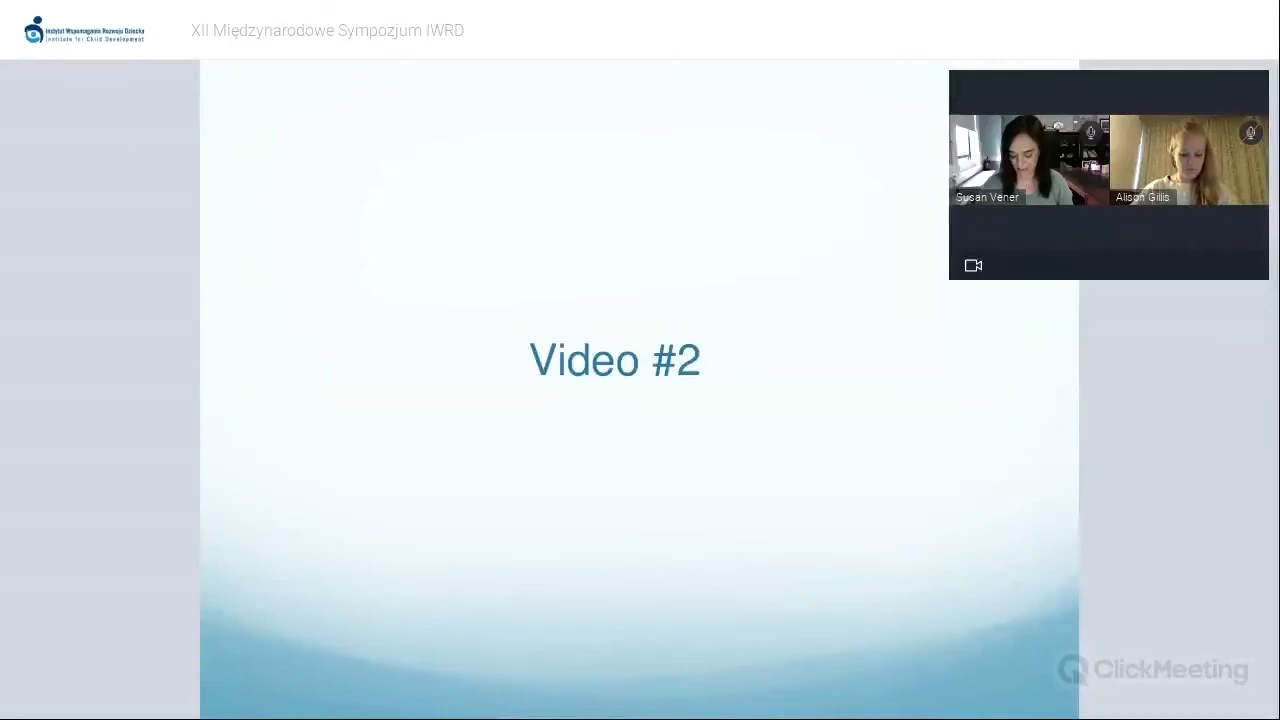 Instytut Wspomagania Rozwoju Dziecka
Institute for Child Development
XII Międzynarodowe Sympozjum IWRD
Susan Vener
Alison Gillis
Video #2
ClickMeeting